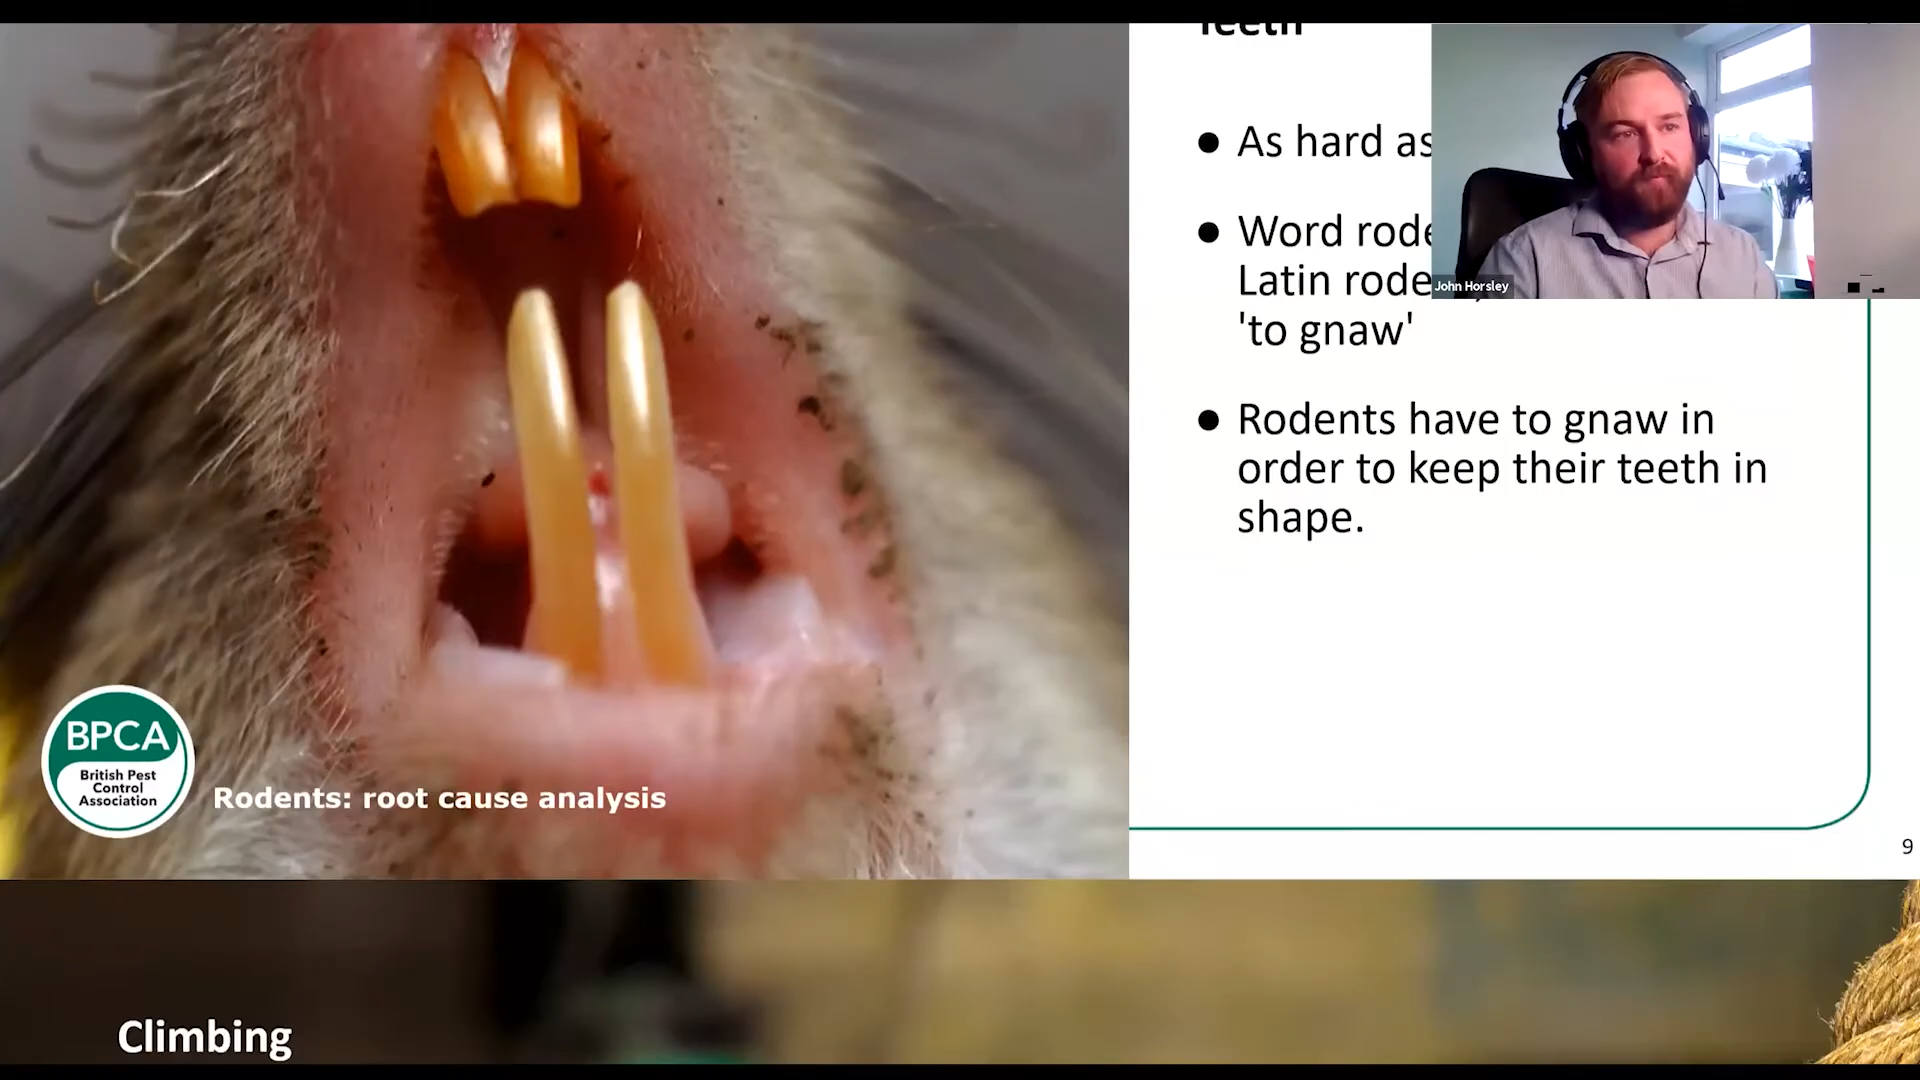 Teeth
As hard as
Word rode
Latin rode
'to gnaw'
Rodents have to gnaw in
order to keep their teeth in
shape.
John Horsley
BPCA
British Pest
Control
Association
Rodents: root cause analysis
9
Climbing